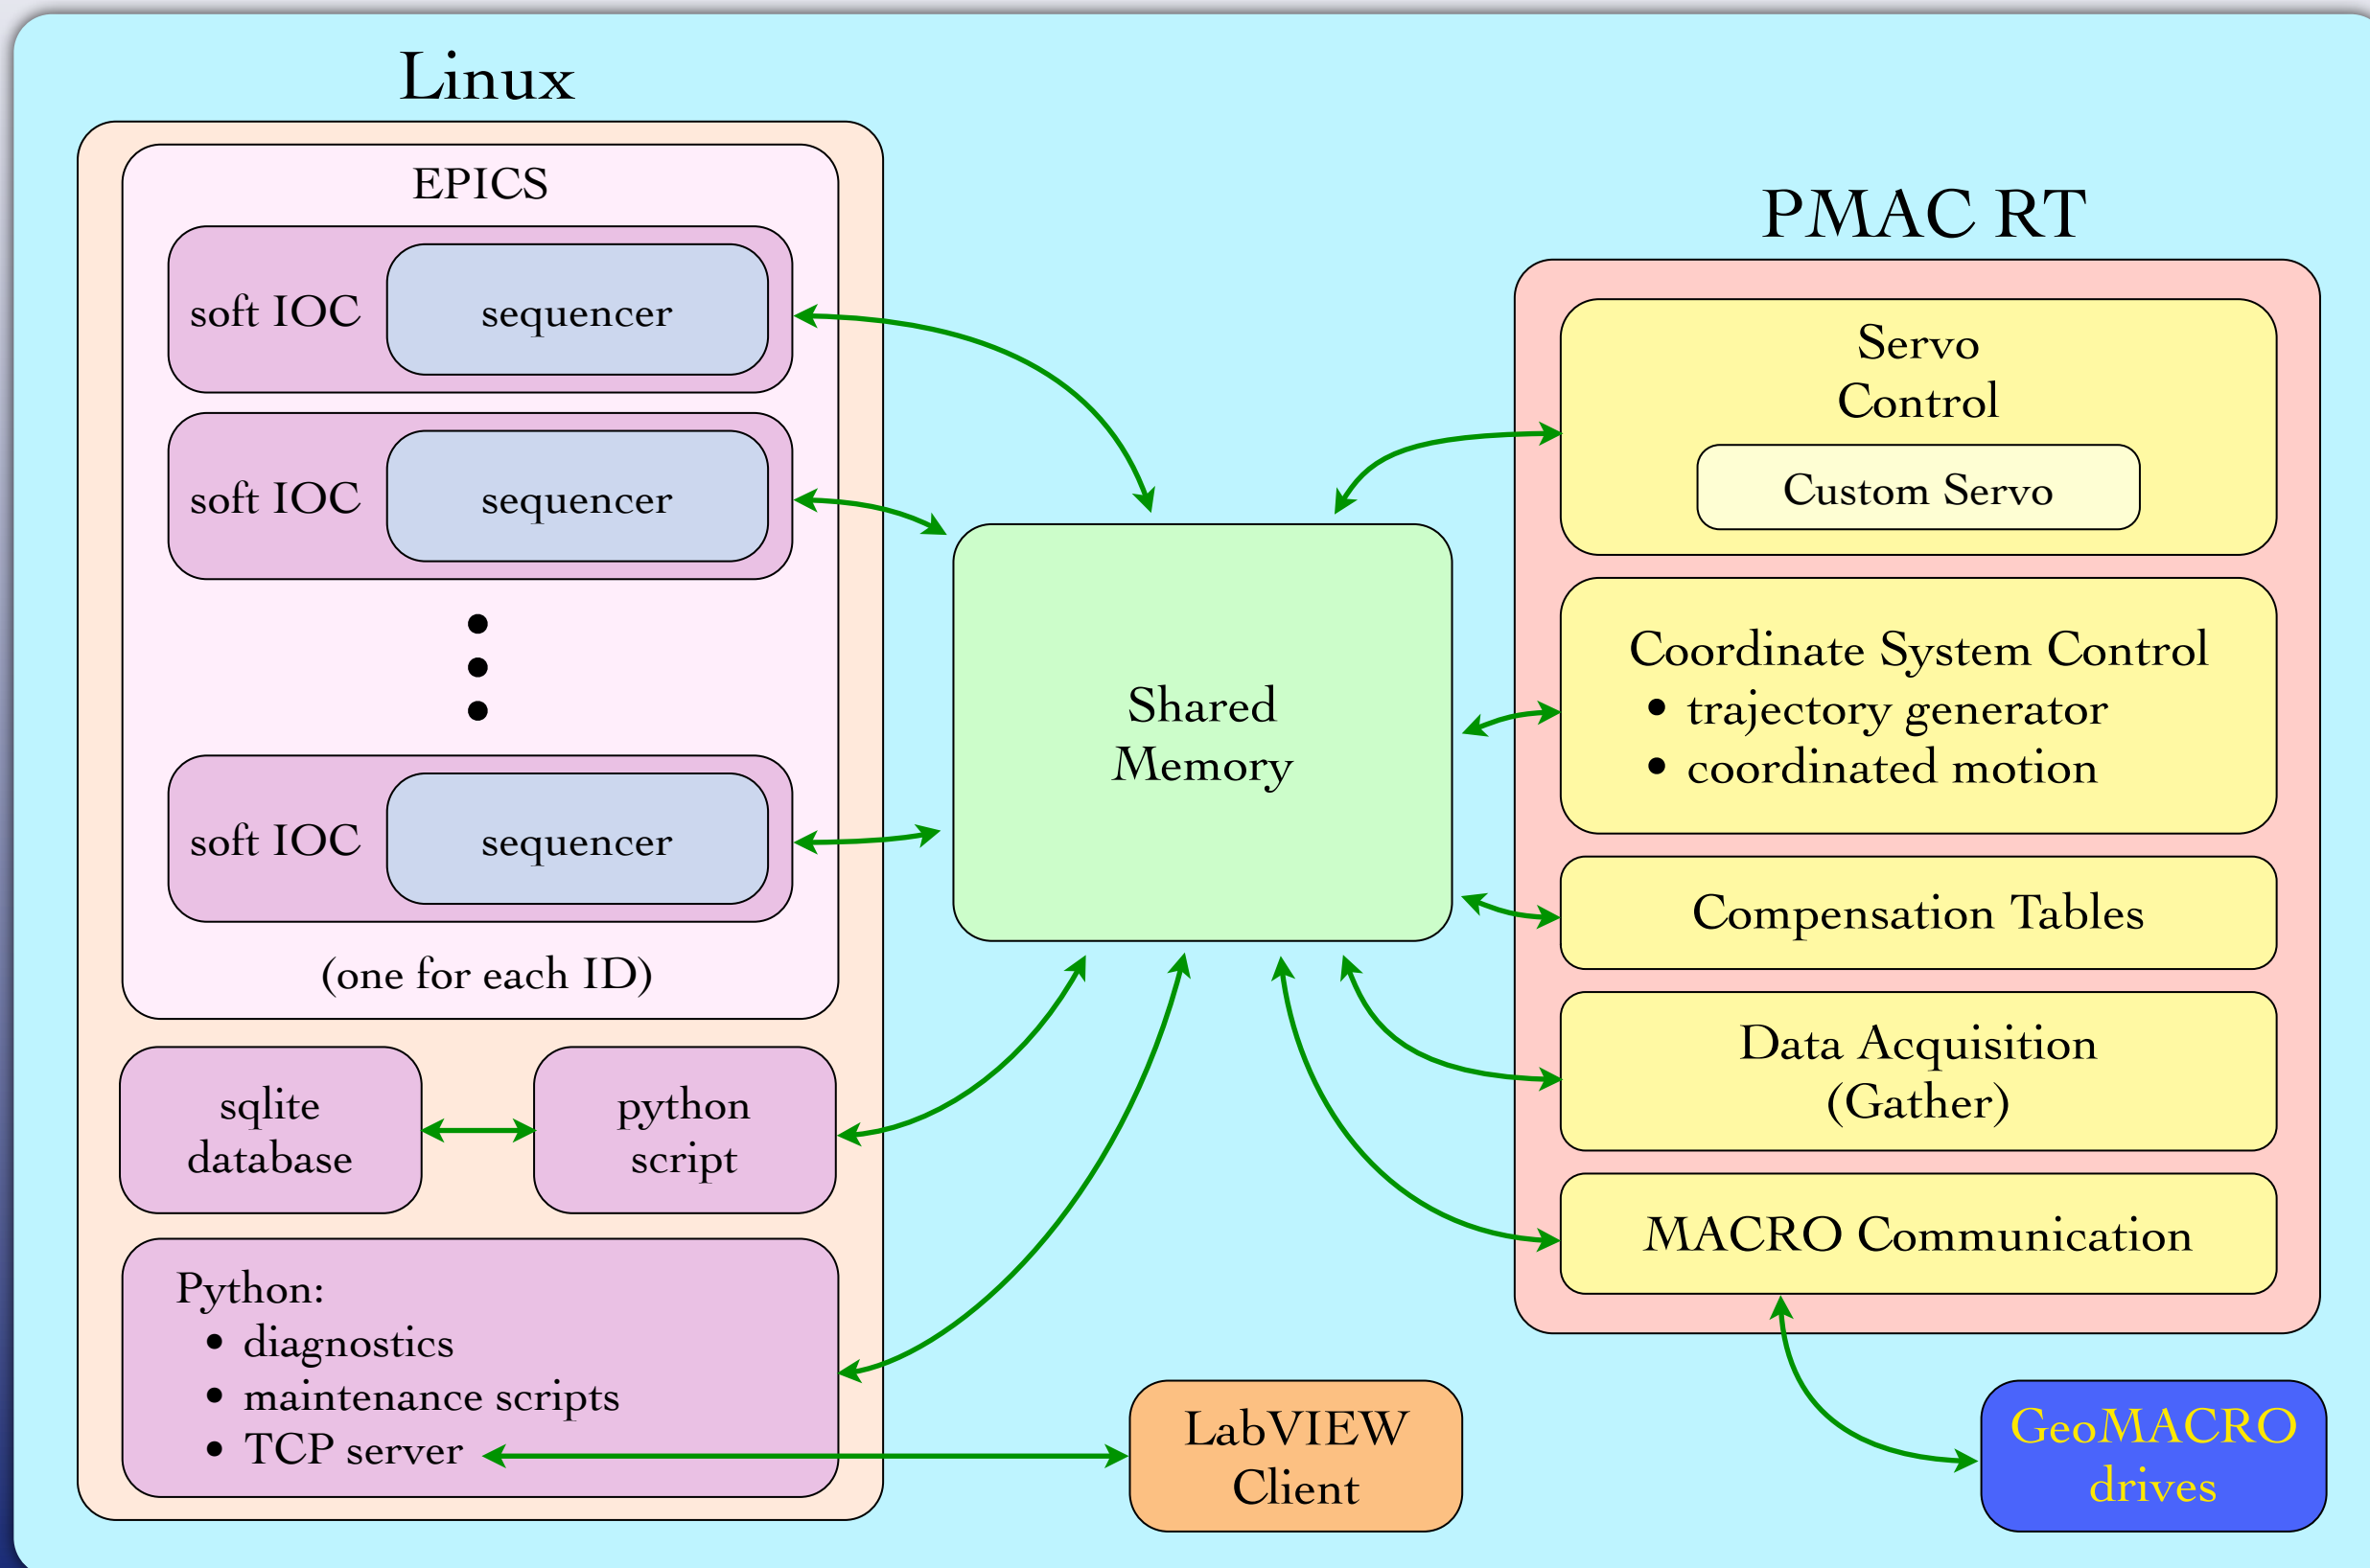 Linux
EPICS
soft IOC
sequencer
soft IOC
sequencer
soft IOC
sequencer
(one for each ID)
sqlite
database
python
script
Python:
• diagnostics
• maintenance scripts
• TCP server
Shared
Memory
LabVIEW
Client
PMAC RT
Servo
Control
Custom Servo
Coordinate System Control
• trajectory generator
• coordinated motion
Compensation Tables
Data Acquisition
(Gather)
MACRO Communication
GeoMACRO
drives